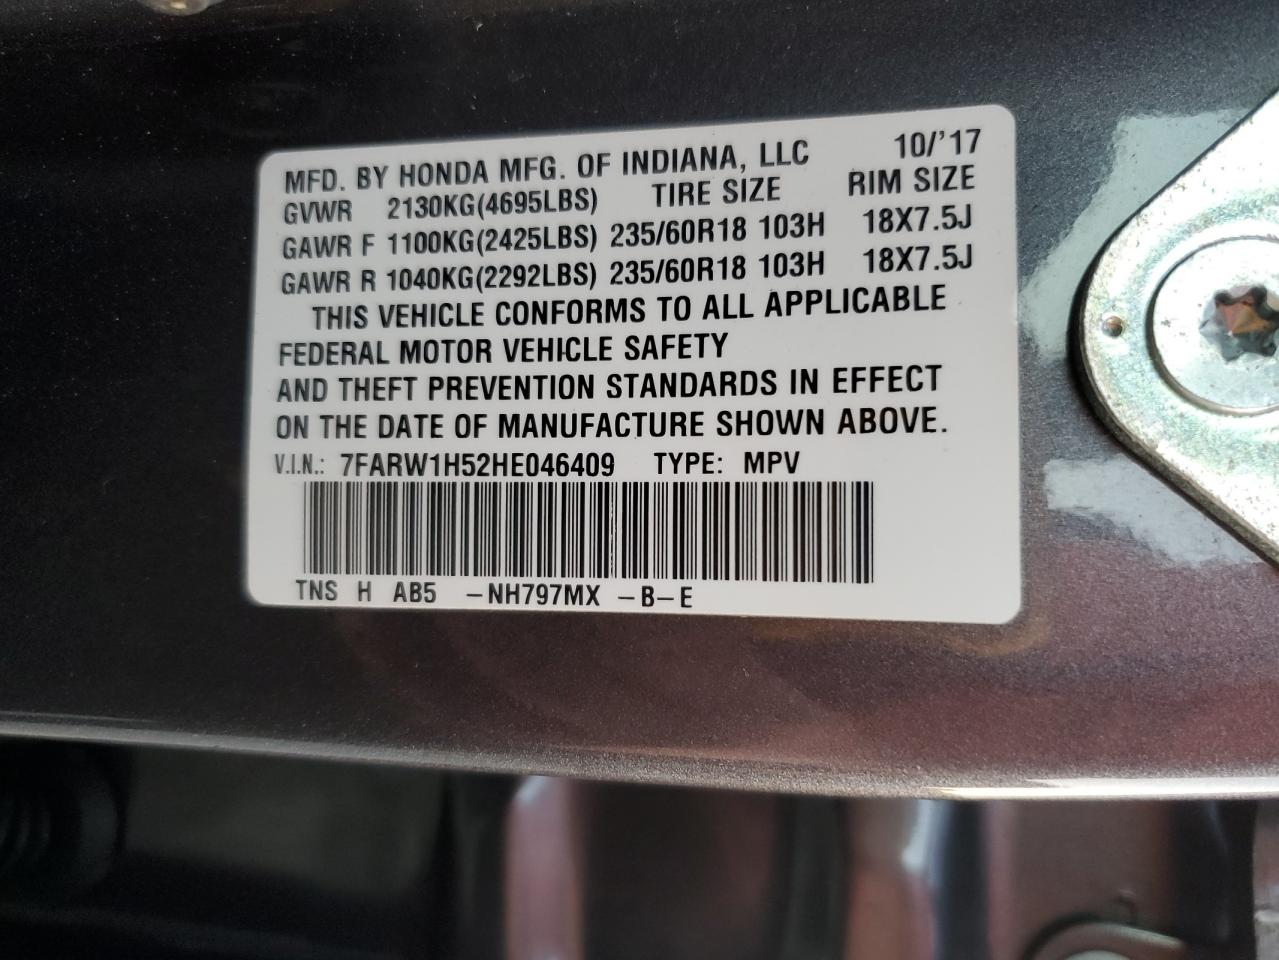 MFD. BY HONDA MFG. OF INDIANA, LLC 10/'17
GVWR 2130KG(4695LBS) TIRE SIZE RIM SIZE
GAWR F 1100KG(2425LBS) 235/60R18 103H 18X7.5J
GAWR R 1040KG(2292LBS) 235/60R18 103H 18X7.5J
THIS VEHICLE CONFORMS TO ALL APPLICABLE
FEDERAL MOTOR VEHICLE SAFETY
AND THEFT PREVENTION STANDARDS IN EFFECT
ON THE DATE OF MANUFACTURE SHOWN ABOVE.
V.I.N.: 7FARW1H52HE046409 TYPE: MPV
TNS H AB5 -NH797MX -B-E